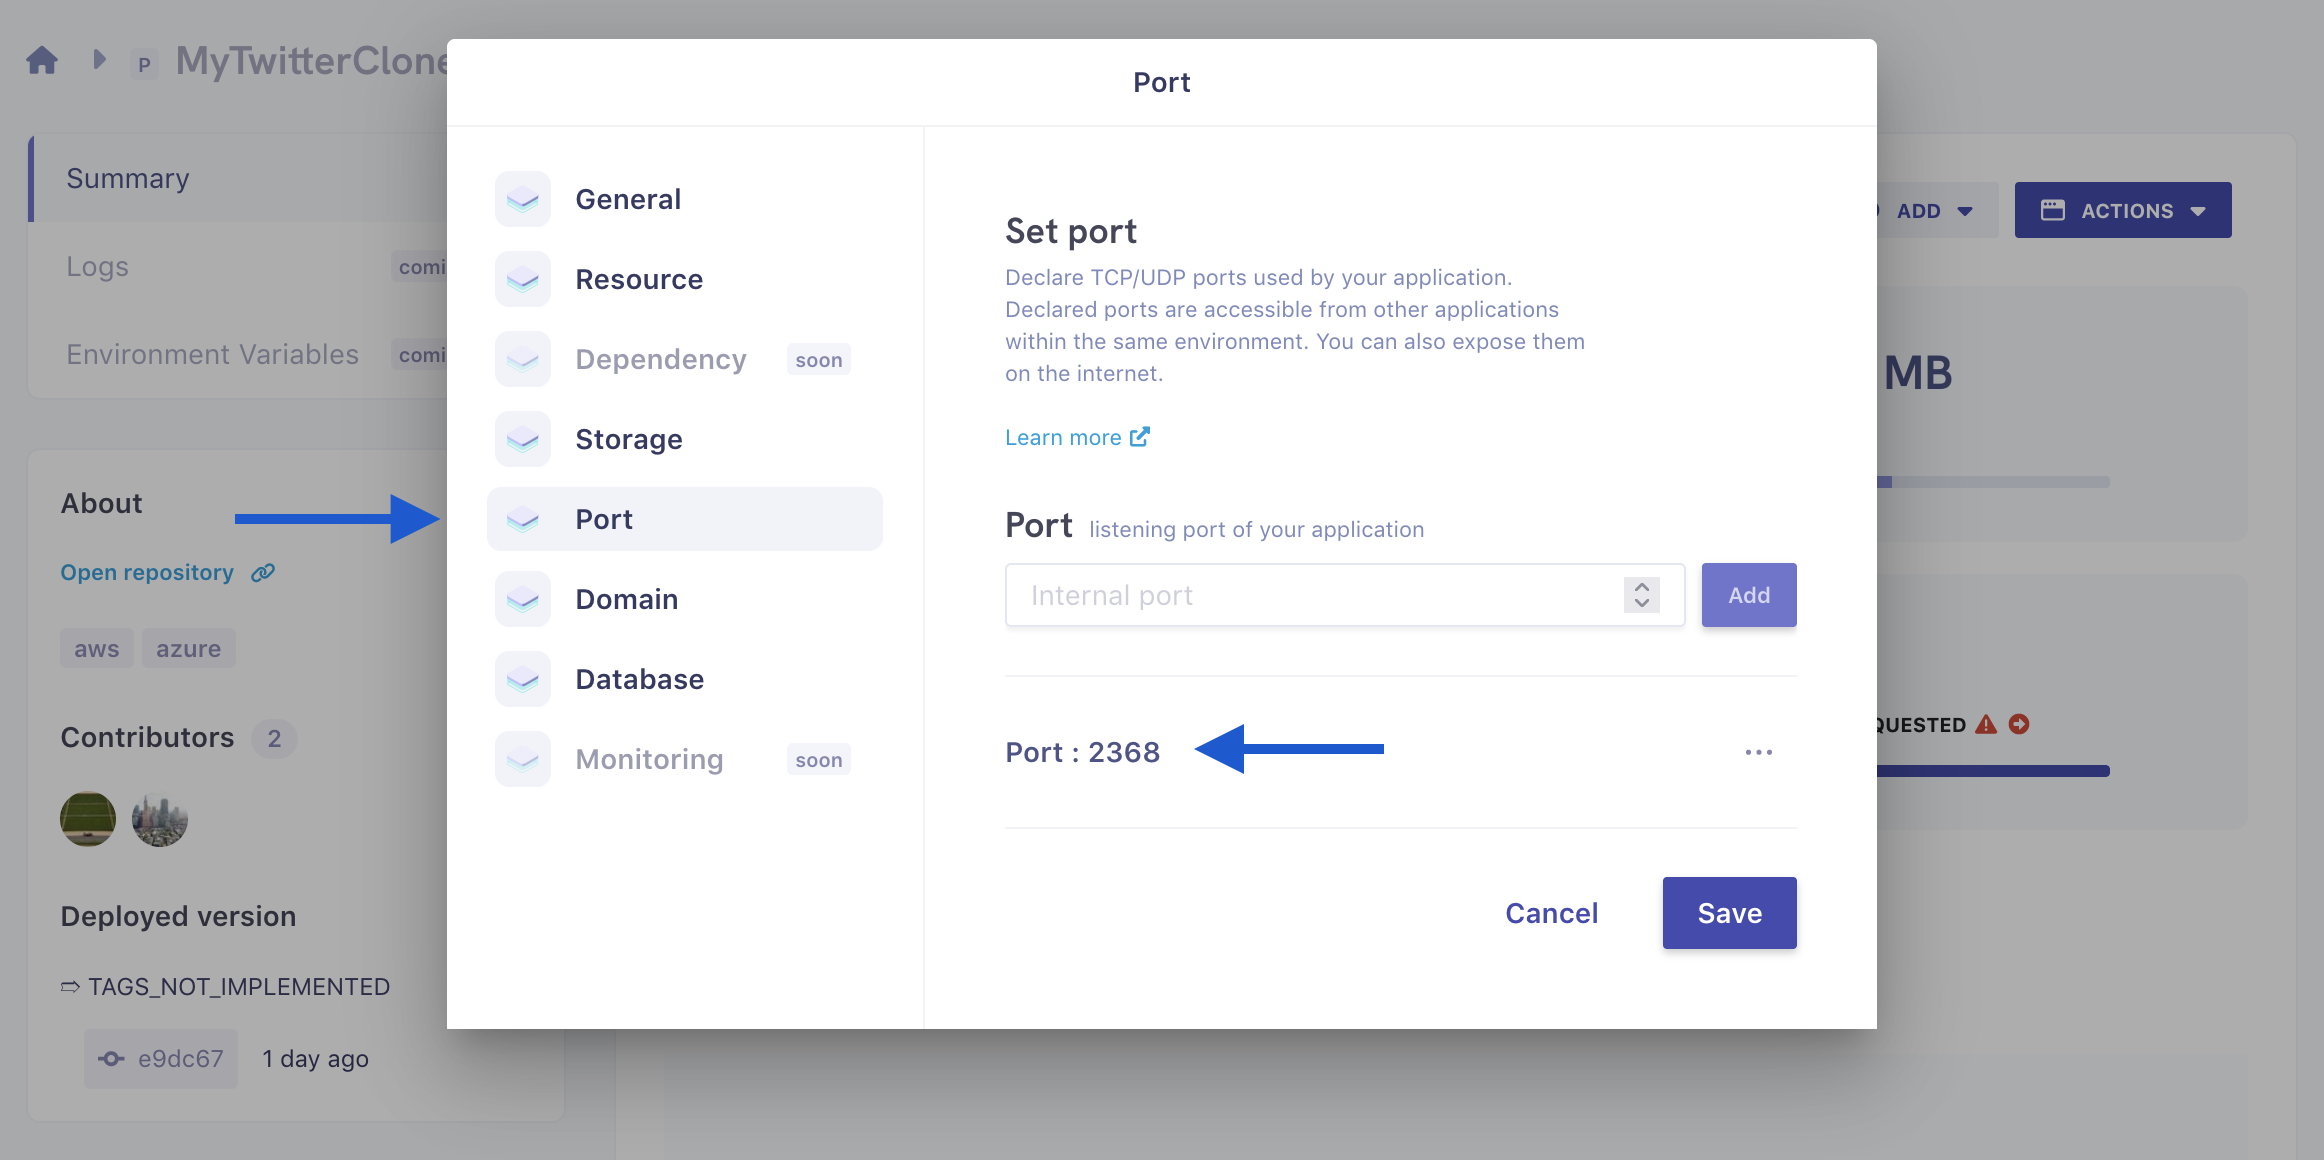 P MyTwitterClone
Summary
Logs
Environment Variables
About
Open repository
aws azure
Contributors 2
Deployed version
⇨ TAGS_NOT_IMPLEMENTED
e9dc67 1 day ago
Port
General
Resource
Dependency soon
Storage
Port
Domain
Database
Monitoring soon
Set port
Declare TCP/UDP ports used by your application.
Declared ports are accessible from other applications
within the same environment. You can also expose them
on the internet.
Learn more
Port listening port of your application
Internal port Add
Port : 2368 ...
Cancel Save
ADD ACTIONS
MB